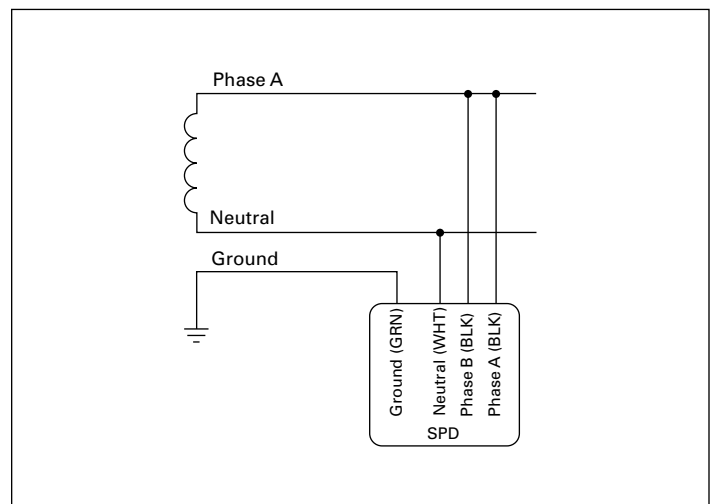 Phase A
Neutral
Ground
Ground (GRN)
Neutral (WHT)
Phase B (BLK)
Phase A (BLK)
SPD